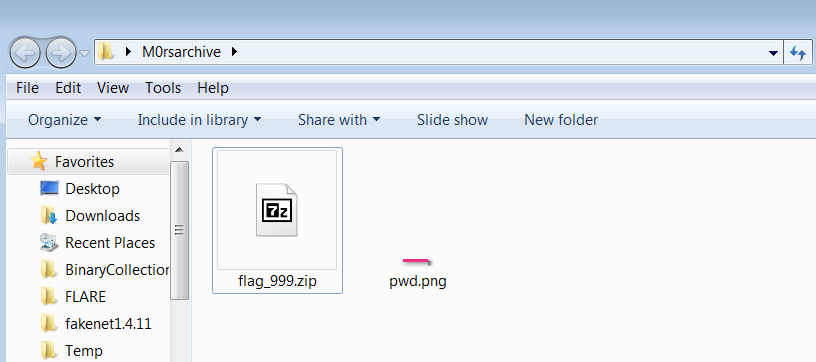 M0rsarchive
File Edit View Tools Help
Organize Include in library Share with Slide show New folder
Favorites
Desktop
Downloads
Recent Places
BinaryCollection
FLARE
fakenet1.4.11
Temp
7z
flag_999.zip pwd.png